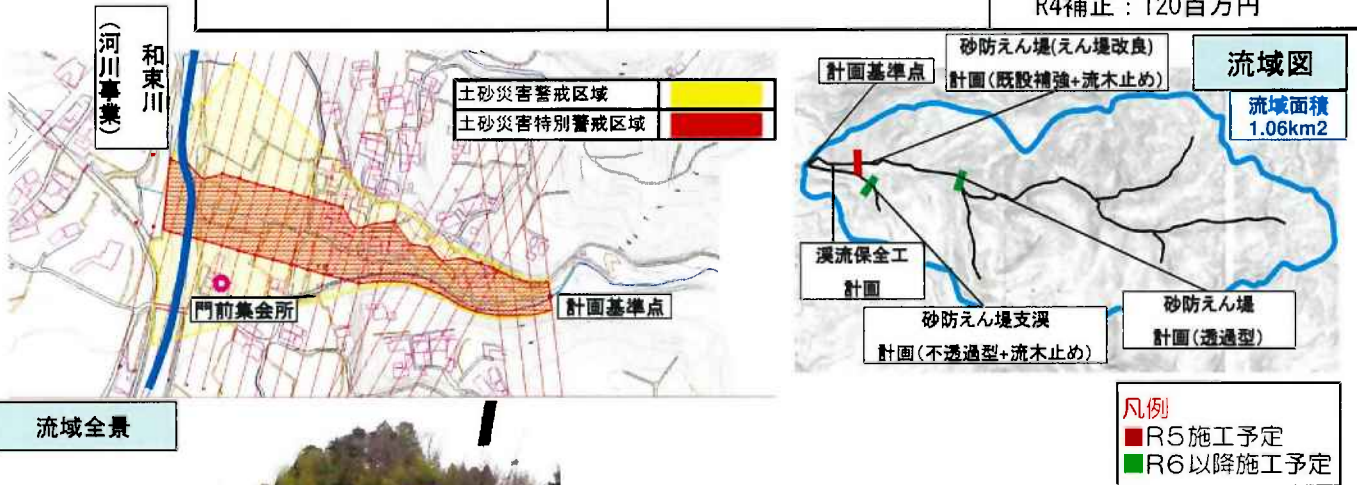 R4補正：120百万円
和束川
（河川事業）
土砂災害警戒区域
土砂災害特別警戒区域
門前集会所
計画基準点
流域図
流域面積
1.06km2
計画基準点
砂防えん堤(えん堤改良)
計画(既設補強+流木止め)
渓流保全工
計画
砂防えん堤支渓
計画(不透過型+流木止め)
砂防えん堤
計画(透過型)
凡例
R5施工予定
R6以降施工予定
流域全景